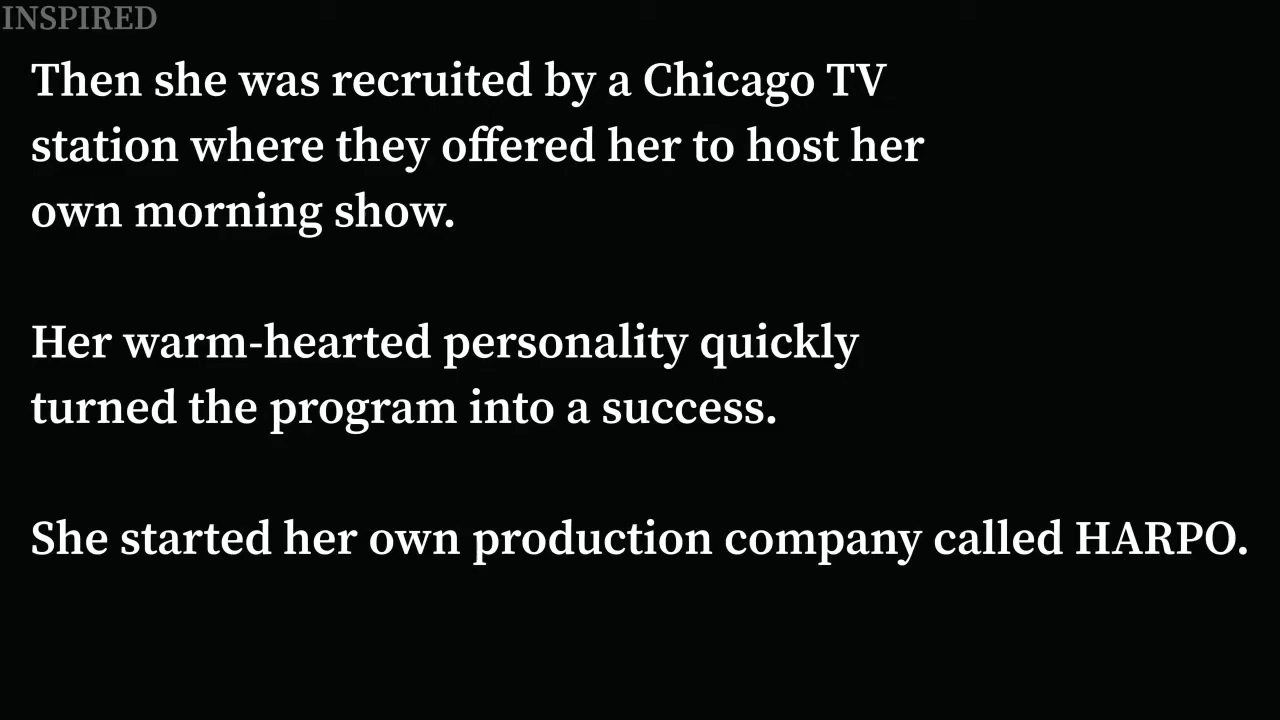 INSPIRED
Then she was recruited by a Chicago TV
station where they offered her to host her
own morning show.
Her warm-hearted personality quickly
turned the program into a success.
She started her own production company called HARPO.